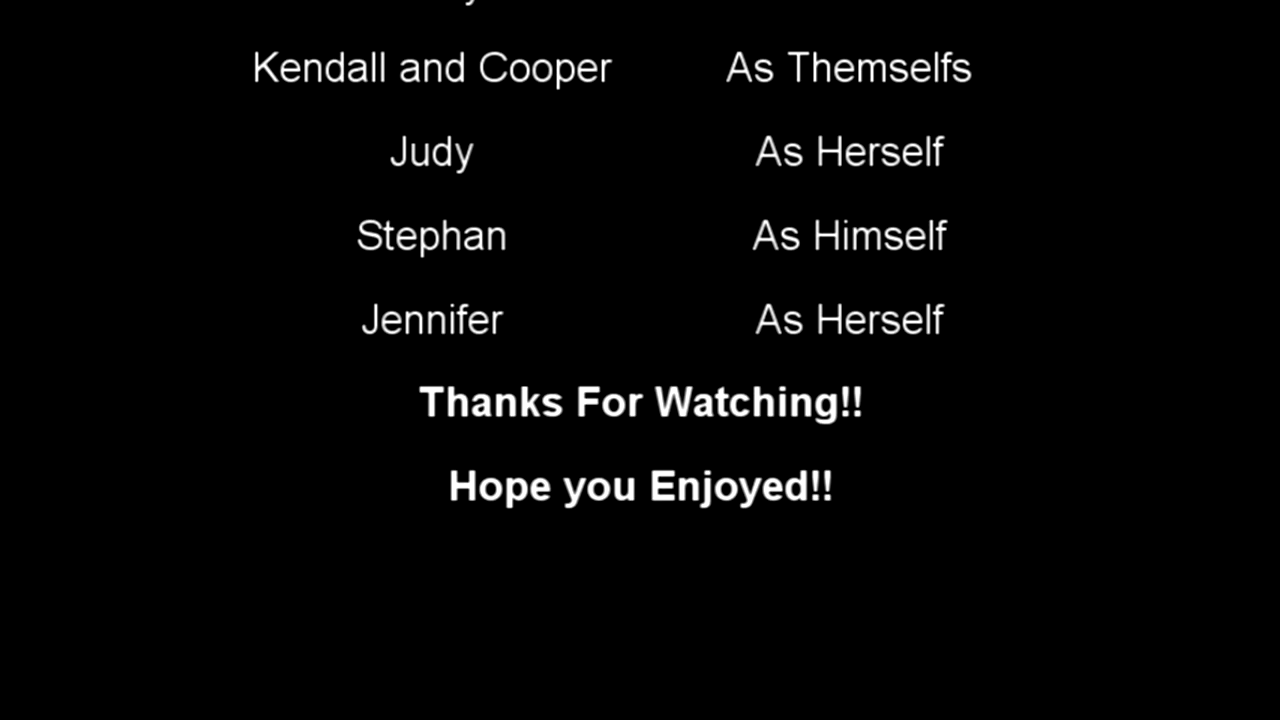 Kendall and Cooper As Themselfs
Judy As Herself
Stephan As Himself
Jennifer As Herself
Thanks For Watching!!
Hope you Enjoyed!!